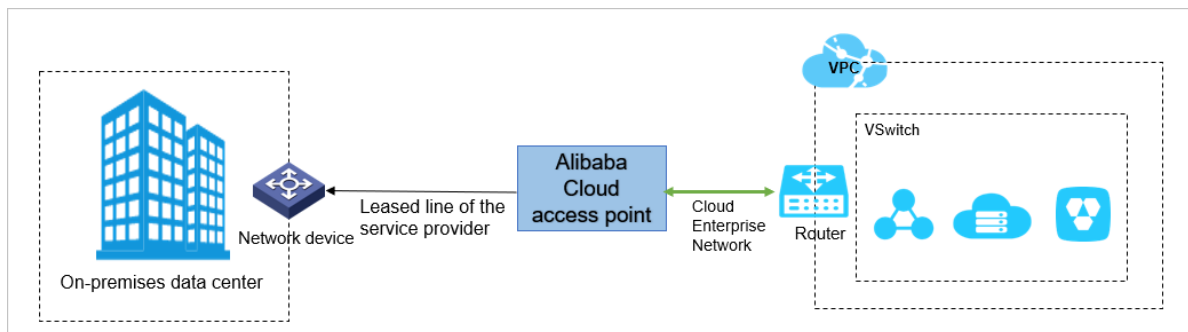 VPC
VSwitch
Alibaba
Cloud
access point
Leased line of the
service provider
Cloud
Enterprise
Network
Network device
Router
On-premises data center